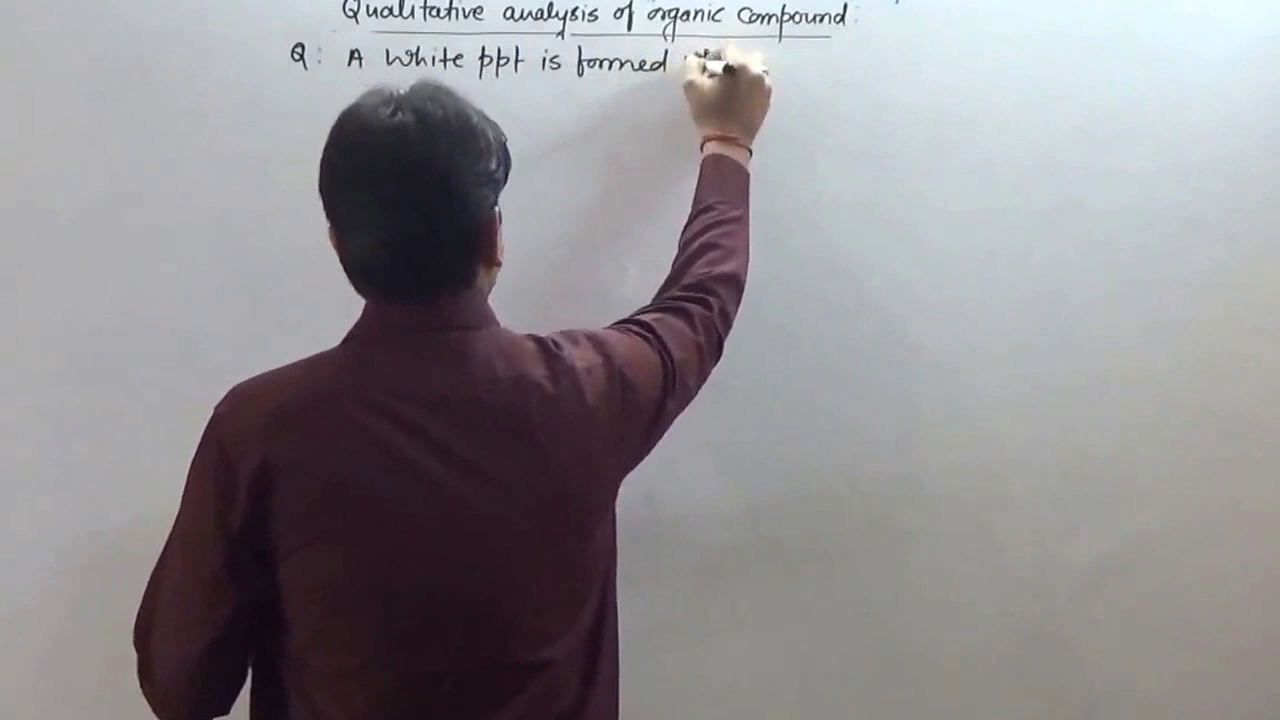 Qualitative analysis of organic compound
Q: A white ppt is formed